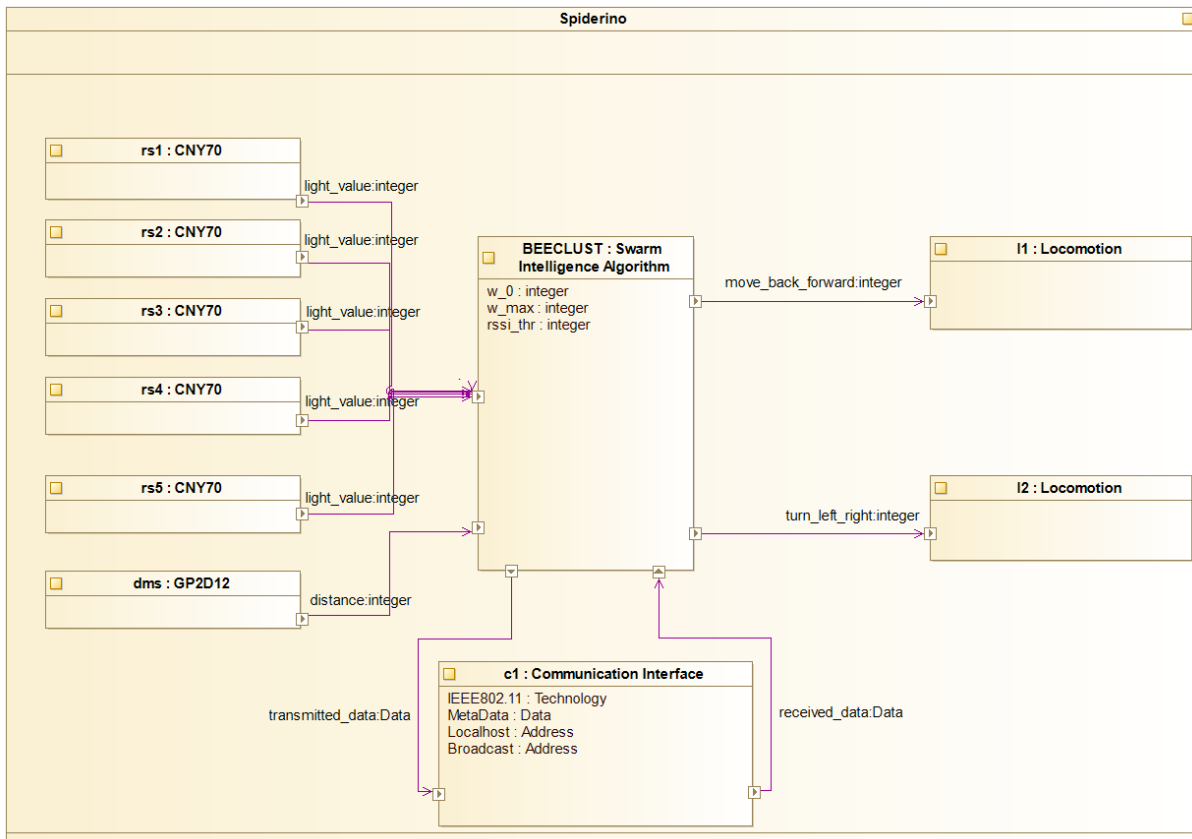 Spiderino
rs1 : CNY70
light_value:integer
rs2 : CNY70
light_value:integer
rs3 : CNY70
light_value:integer
rs4 : CNY70
light_value:integer
rs5 : CNY70
light_value:integer
dms : GP2D12
distance:integer
BEECLUST : Swarm
Intelligence Algorithm
w_0 : integer
w_max : integer
rssi_thr : integer
move_back_forward:integer
l1 : Locomotion
turn_left_right:integer
l2 : Locomotion
transmitted_data:Data
c1 : Communication Interface
IEEE802.11 : Technology
MetaData : Data
Localhost : Address
Broadcast : Address
received_data:Data